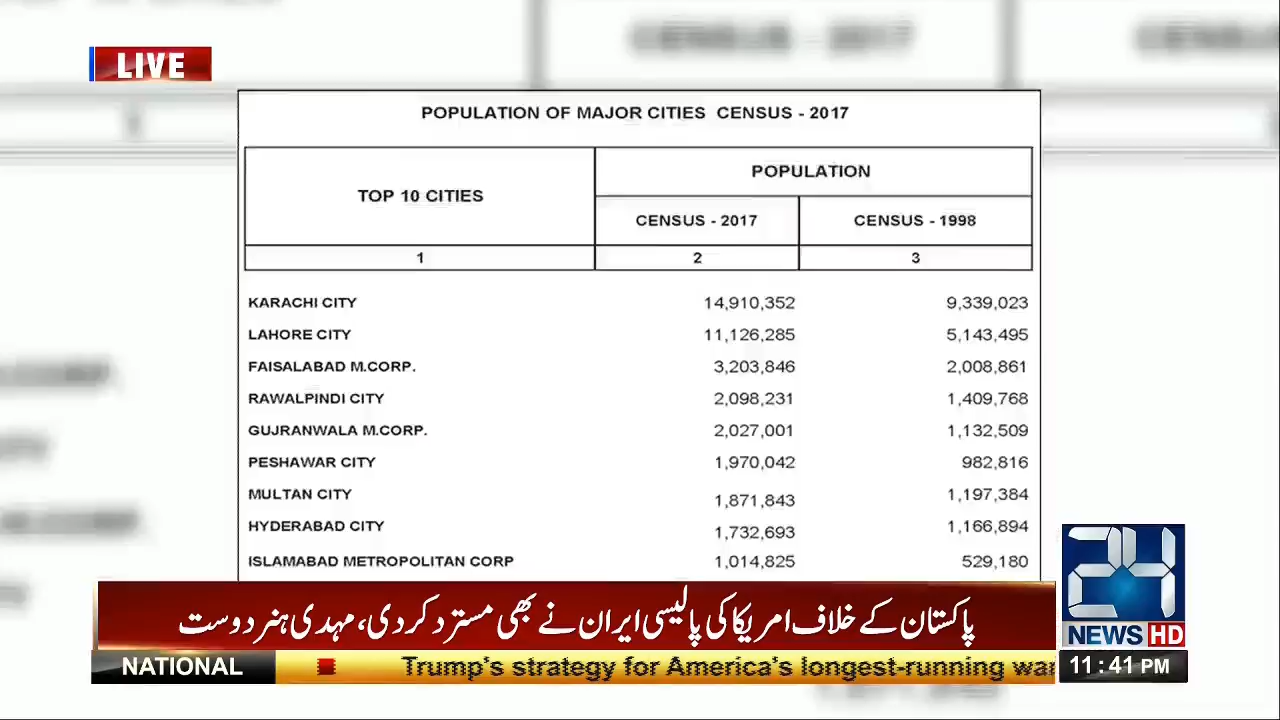 CENSUS - 2017
CENSUS
LIVE
POPULATION OF MAJOR CITIES CENSUS - 2017
TOP 10 CITIES
POPULATION
CENSUS - 2017 CENSUS - 1998
1 2 3
KARACHI CITY 14,910,352 9,339,023
LAHORE CITY 11,126,285 5,143,495
FAISALABAD M.CORP. 3,203,846 2,008,861
RAWALPINDI CITY 2,098,231 1,409,768
GUJRANWALA M.CORP. 2,027,001 1,132,509
PESHAWAR CITY 1,970,042 982,816
MULTAN CITY 1,871,843 1,197,384
HYDERABAD CITY 1,732,693 1,166,894
ISLAMABAD METROPOLITAN CORP 1,014,825 529,180
پاکستان کے خلاف امریکا کی پالیسی ایران نے بھی مسترد کر دی، مہدی ہنر دوست
24
NEWS HD
NATIONAL Trump's strategy for America's longest-running war
11:41 PM